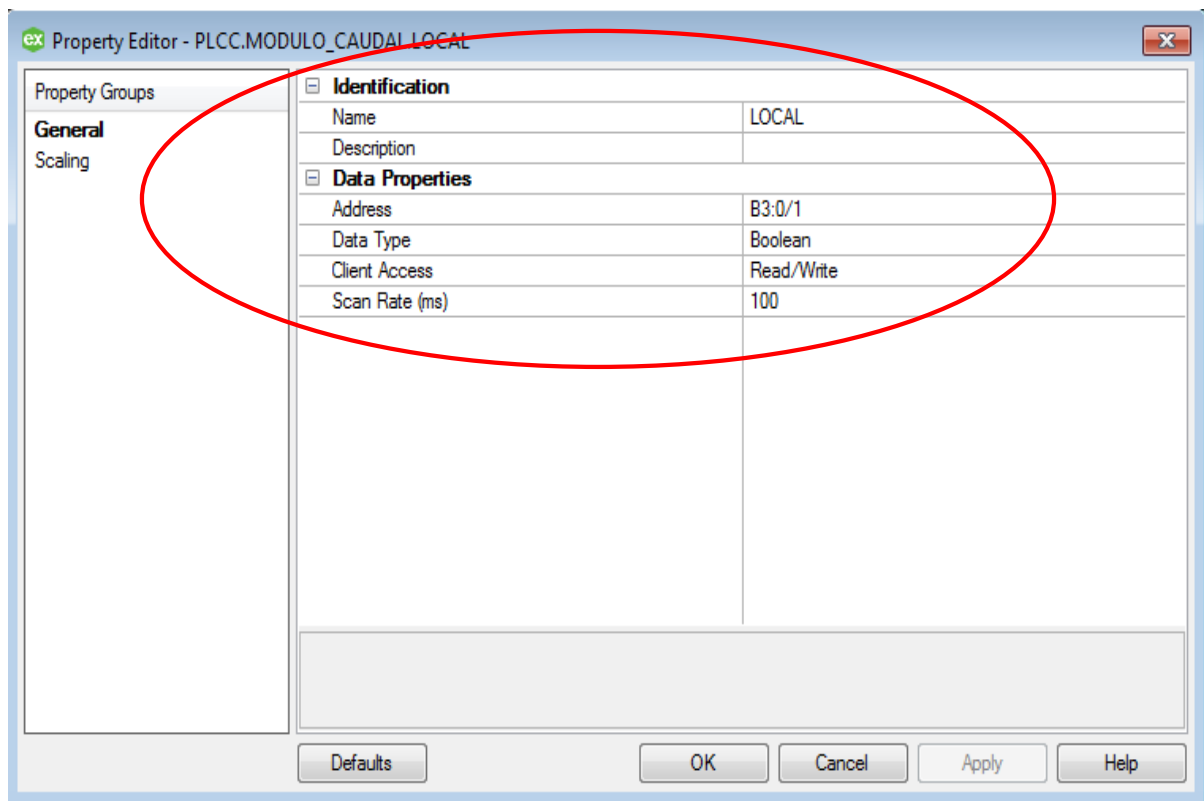 ex Property Editor - PLCC.MODULO_CAUDAL.LOCAL
Property Groups
General
Scaling
Identification
Name LOCAL
Description
Data Properties
Address B3:0/1
Data Type Boolean
Client Access Read/Write
Scan Rate (ms) 100
Defaults OK Cancel Apply Help